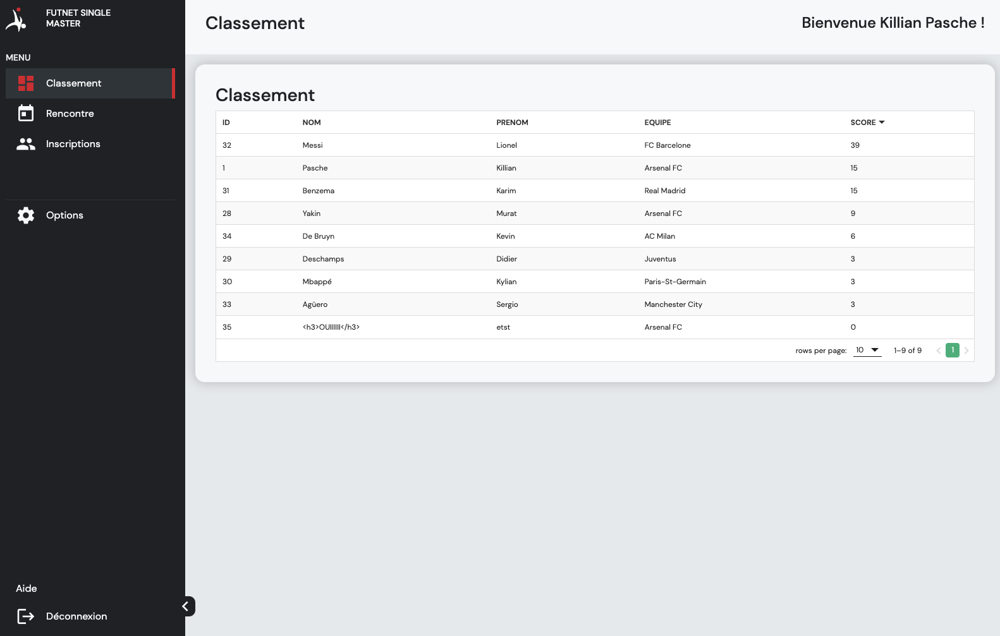 FUTNET SINGLE
MASTER
MENU
Classement
Rencontre
Inscriptions
Options
Aide
Déconnexion
Classement
Bienvenue Killian Pasche !
Classement
ID NOM PRENOM EQUIPE SCORE
32 Messi Lionel FC Barcelone 39
1 Pasche Killian Arsenal FC 15
31 Benzema Karim Real Madrid 15
28 Yakin Murat Arsenal FC 9
34 De Bruyn Kevin AC Milan 6
29 Deschamps Didier Juventus 3
30 Mbappé Kylian Paris-St-Germain 3
33 Agüero Sergio Manchester City 3
35 <h3>OUIIIIII</h3> etst Arsenal FC 0
rows per page: 10 1–9 of 9 1